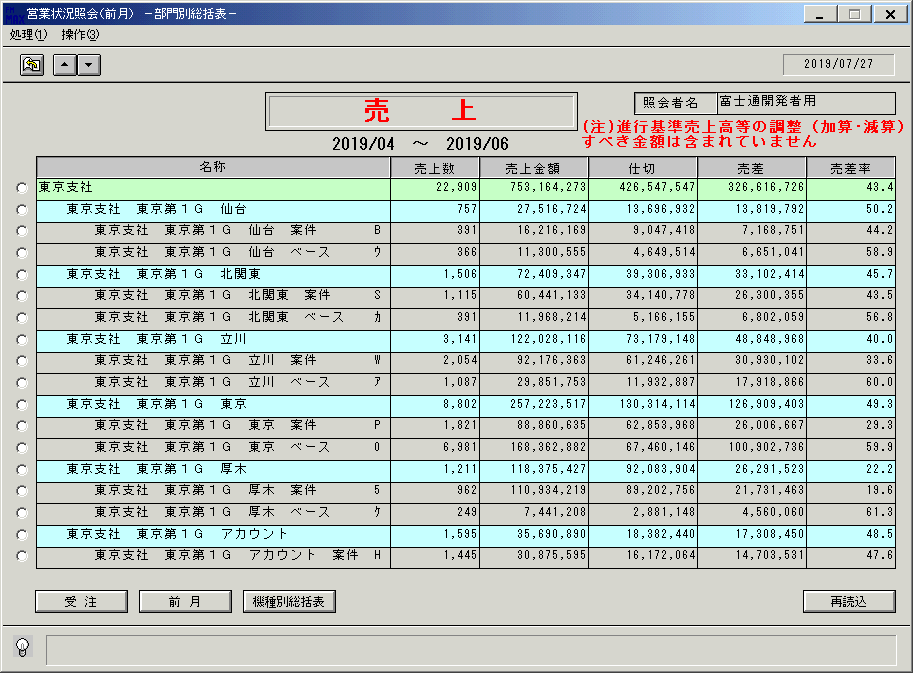 営業状況照会(前月) －部門別総括表－
処理(1) 操作(3)
2019/07/27
売 上
照会者名 富士通開発者用
2019/04 ～ 2019/06
(注)進行基準売上高等の調整（加算・減算）
すべき金額は含まれていません
名称 売上数 売上金額 仕切 売差 売差率
東京支社 22,909 753,164,273 426,547,547 326,616,726 43.4
東京支社 東京第１Ｇ 仙台 757 27,516,724 13,696,932 13,819,792 50.2
東京支社 東京第１Ｇ 仙台 案件 B 391 16,216,169 9,047,418 7,168,751 44.2
東京支社 東京第１Ｇ 仙台 ベース ｳ 366 11,300,555 4,649,514 6,651,041 58.9
東京支社 東京第１Ｇ 北関東 1,506 72,409,347 39,306,933 33,102,414 45.7
東京支社 東京第１Ｇ 北関東 案件 S 1,115 60,441,133 34,140,778 26,300,355 43.5
東京支社 東京第１Ｇ 北関東 ベース ｶ 391 11,968,214 5,166,155 6,802,059 56.8
東京支社 東京第１Ｇ 立川 3,141 122,028,116 73,179,148 48,848,968 40.0
東京支社 東京第１Ｇ 立川 案件 W 2,054 92,176,363 61,246,261 30,930,102 33.6
東京支社 東京第１Ｇ 立川 ベース ｱ 1,087 29,851,753 11,932,887 17,918,866 60.0
東京支社 東京第１Ｇ 東京 8,802 257,223,517 130,314,114 126,909,403 49.3
東京支社 東京第１Ｇ 東京 案件 P 1,821 88,860,635 62,853,968 26,006,667 29.3
東京支社 東京第１Ｇ 東京 ベース O 6,981 168,362,882 67,460,146 100,902,736 59.9
東京支社 東京第１Ｇ 厚木 1,211 118,375,427 92,083,904 26,291,523 22.2
東京支社 東京第１Ｇ 厚木 案件 5 962 110,934,219 89,202,756 21,731,463 19.6
東京支社 東京第１Ｇ 厚木 ベース ｹ 249 7,441,208 2,881,148 4,560,060 61.3
東京支社 東京第１Ｇ アカウント 1,595 35,690,890 18,382,440 17,308,450 48.5
東京支社 東京第１Ｇ アカウント 案件 H 1,445 30,875,595 16,172,064 14,703,531 47.6
受 注 前 月 機種別総括表 再読込